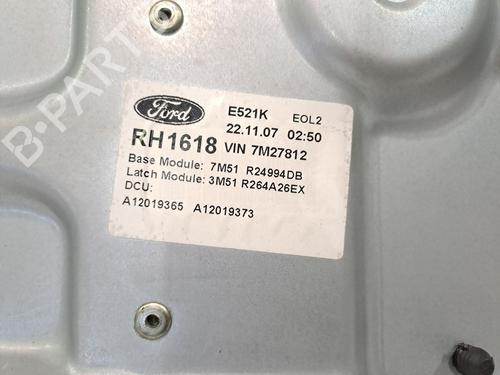 Ford
E521K EOL2
22.11.07 02:50
RH1618 VIN 7M27812
Base Module: 7M51 R24994DB
Latch Module: 3M51 R264A26EX
DCU:
A12019365 A12019373
B-PARTS